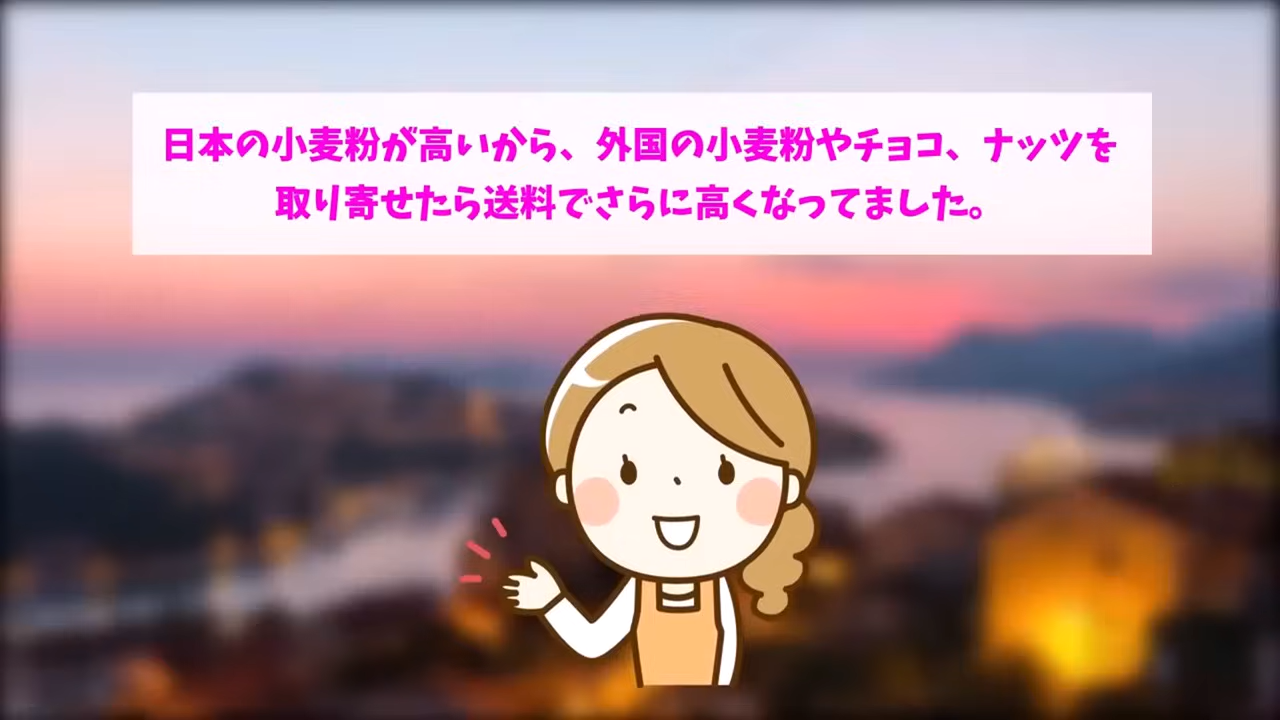 日本の小麦粉が高いから、外国の小麦粉やチョコ、ナッツを
取り寄せたら送料でさらに高くなってました。